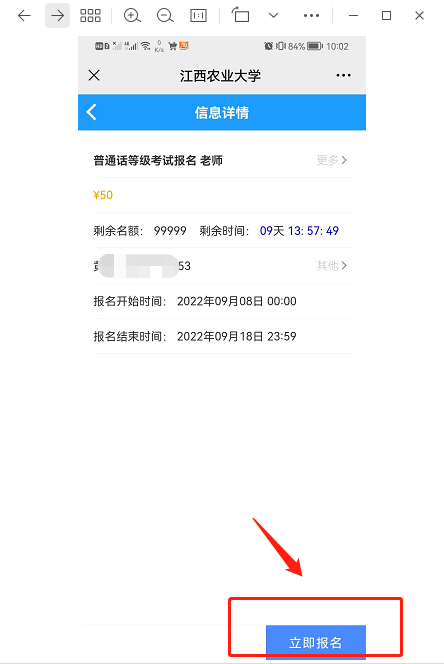 1:1
0 K/s 84% 10:02
江西农业大学
信息详情
普通话等级考试报名 老师 更多
¥50
剩余名额： 99999 剩余时间： 09天 13:57:49
53 其他
报名开始时间： 2022年09月08日 00:00
报名结束时间： 2022年09月18日 23:59
立即报名